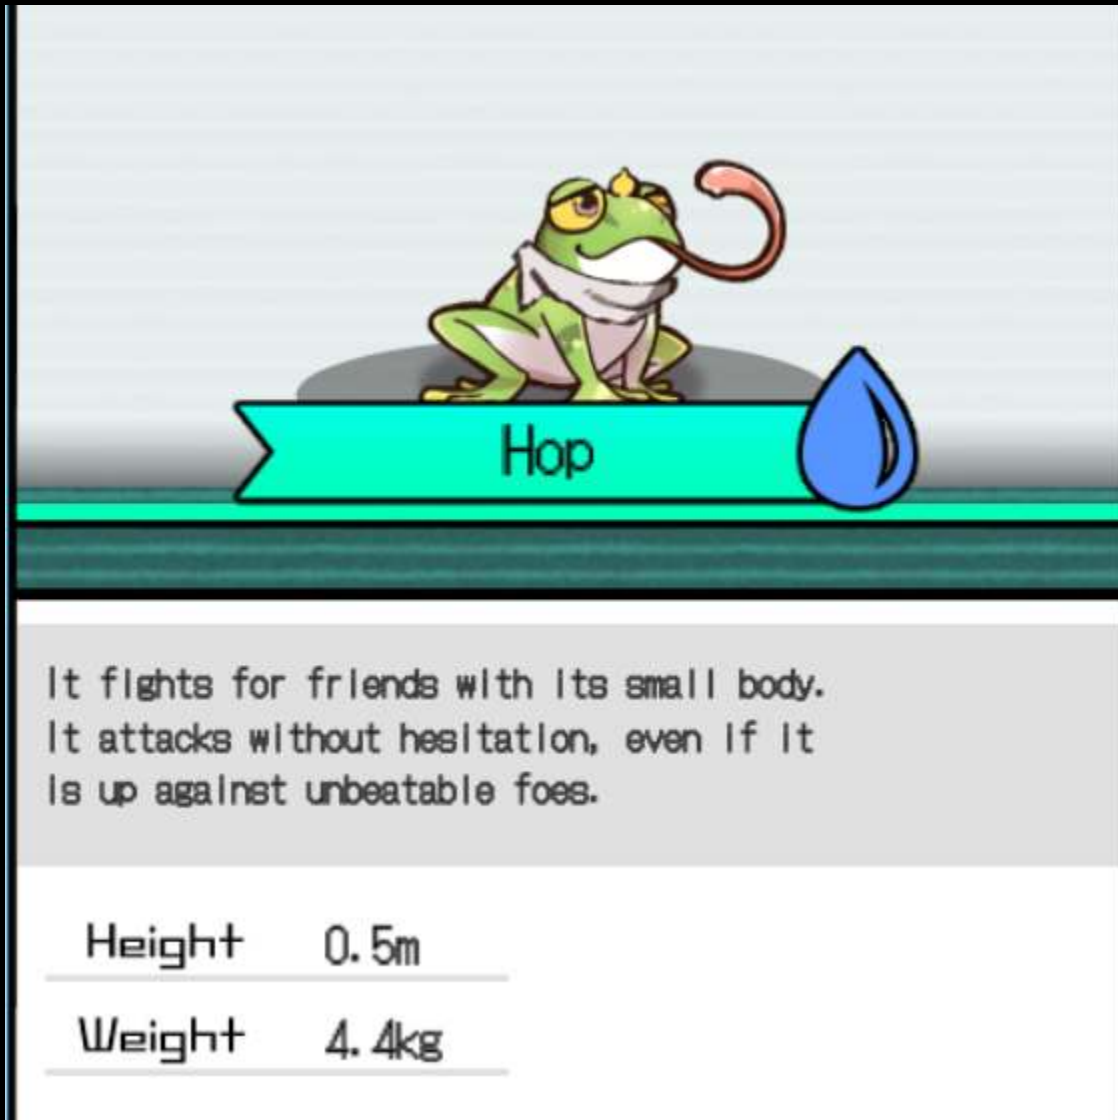 Hop
It fights for friends with its small body.
It attacks without hesitation, even if it
is up against unbeatable foes.
Height 0.5m
Weight 4.4kg